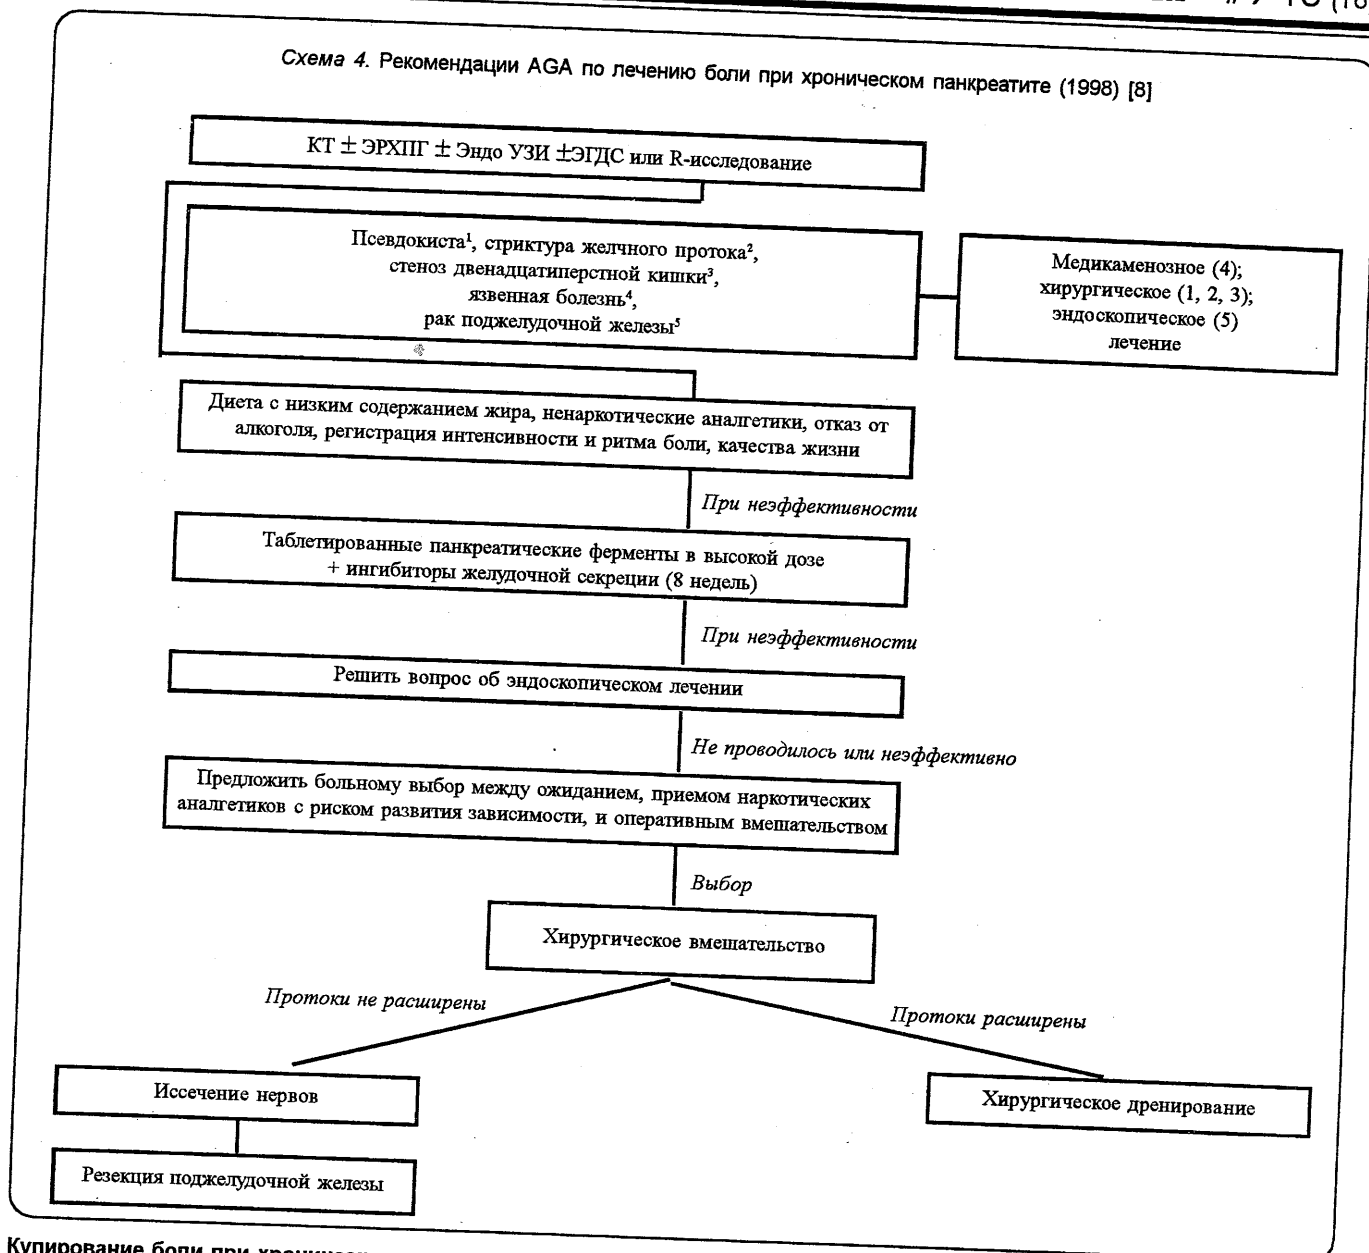 Схема 4. Рекомендации AGA по лечению боли при хроническом панкреатите (1998) [8]
КТ ± ЭРХПГ ± Эндо УЗИ ±ЭГДС или R-исследование
Псевдокиста¹, стриктура желчного протока²,
стеноз двенадцатиперстной кишки³,
язвенная болезнь⁴,
рак поджелудочной железы⁵
Медикаменозное (4);
хирургическое (1, 2, 3);
эндоскопическое (5)
лечение
Диета с низким содержанием жира, ненаркотические аналгетики, отказ от
алкоголя, регистрация интенсивности и ритма боли, качества жизни
При неэффективности
Таблетированные панкреатические ферменты в высокой дозе
+ ингибиторы желудочной секреции (8 недель)
При неэффективности
Решить вопрос об эндоскопическом лечении
Не проводилось или неэффективно
Предложить больному выбор между ожиданием, приемом наркотических
аналгетиков с риском развития зависимости, и оперативным вмешательством
Выбор
Хирургическое вмешательство
Протоки не расширены
Протоки расширены
Иссечение нервов
Хирургическое дренирование
Резекция поджелудочной железы
Купирование боли при